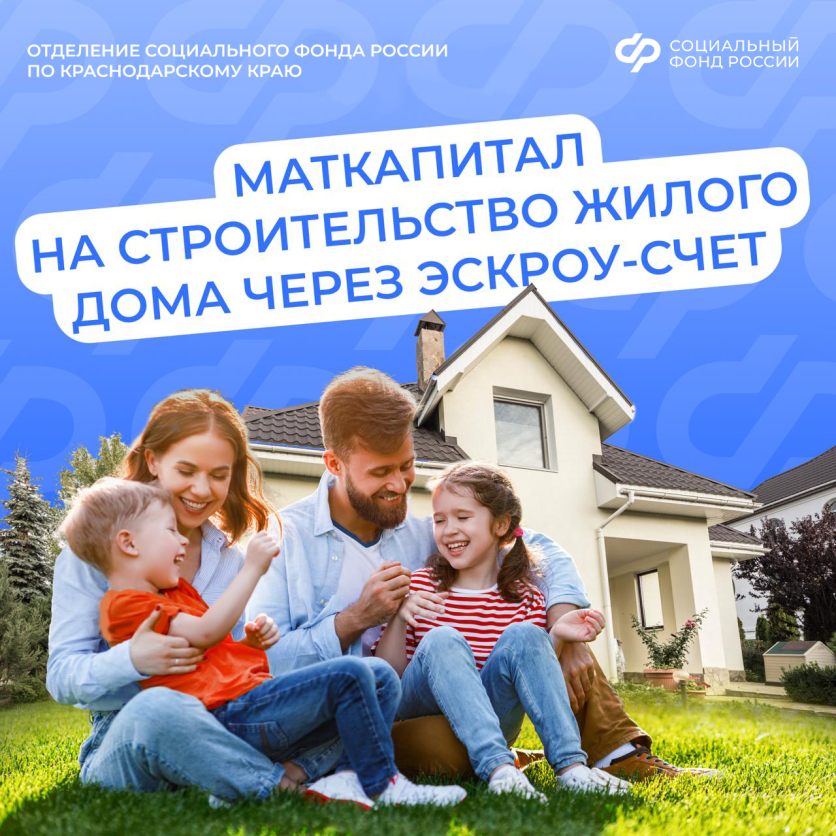 ОТДЕЛЕНИЕ СОЦИАЛЬНОГО ФОНДА РОССИИ
ПО КРАСНОДАРСКОМУ КРАЮ
СОЦИАЛЬНЫЙ
ФОНД РОССИИ
МАТКАПИТАЛ
НА СТРОИТЕЛЬСТВО ЖИЛОГО
ДОМА ЧЕРЕЗ ЭСКРОУ-СЧЕТ